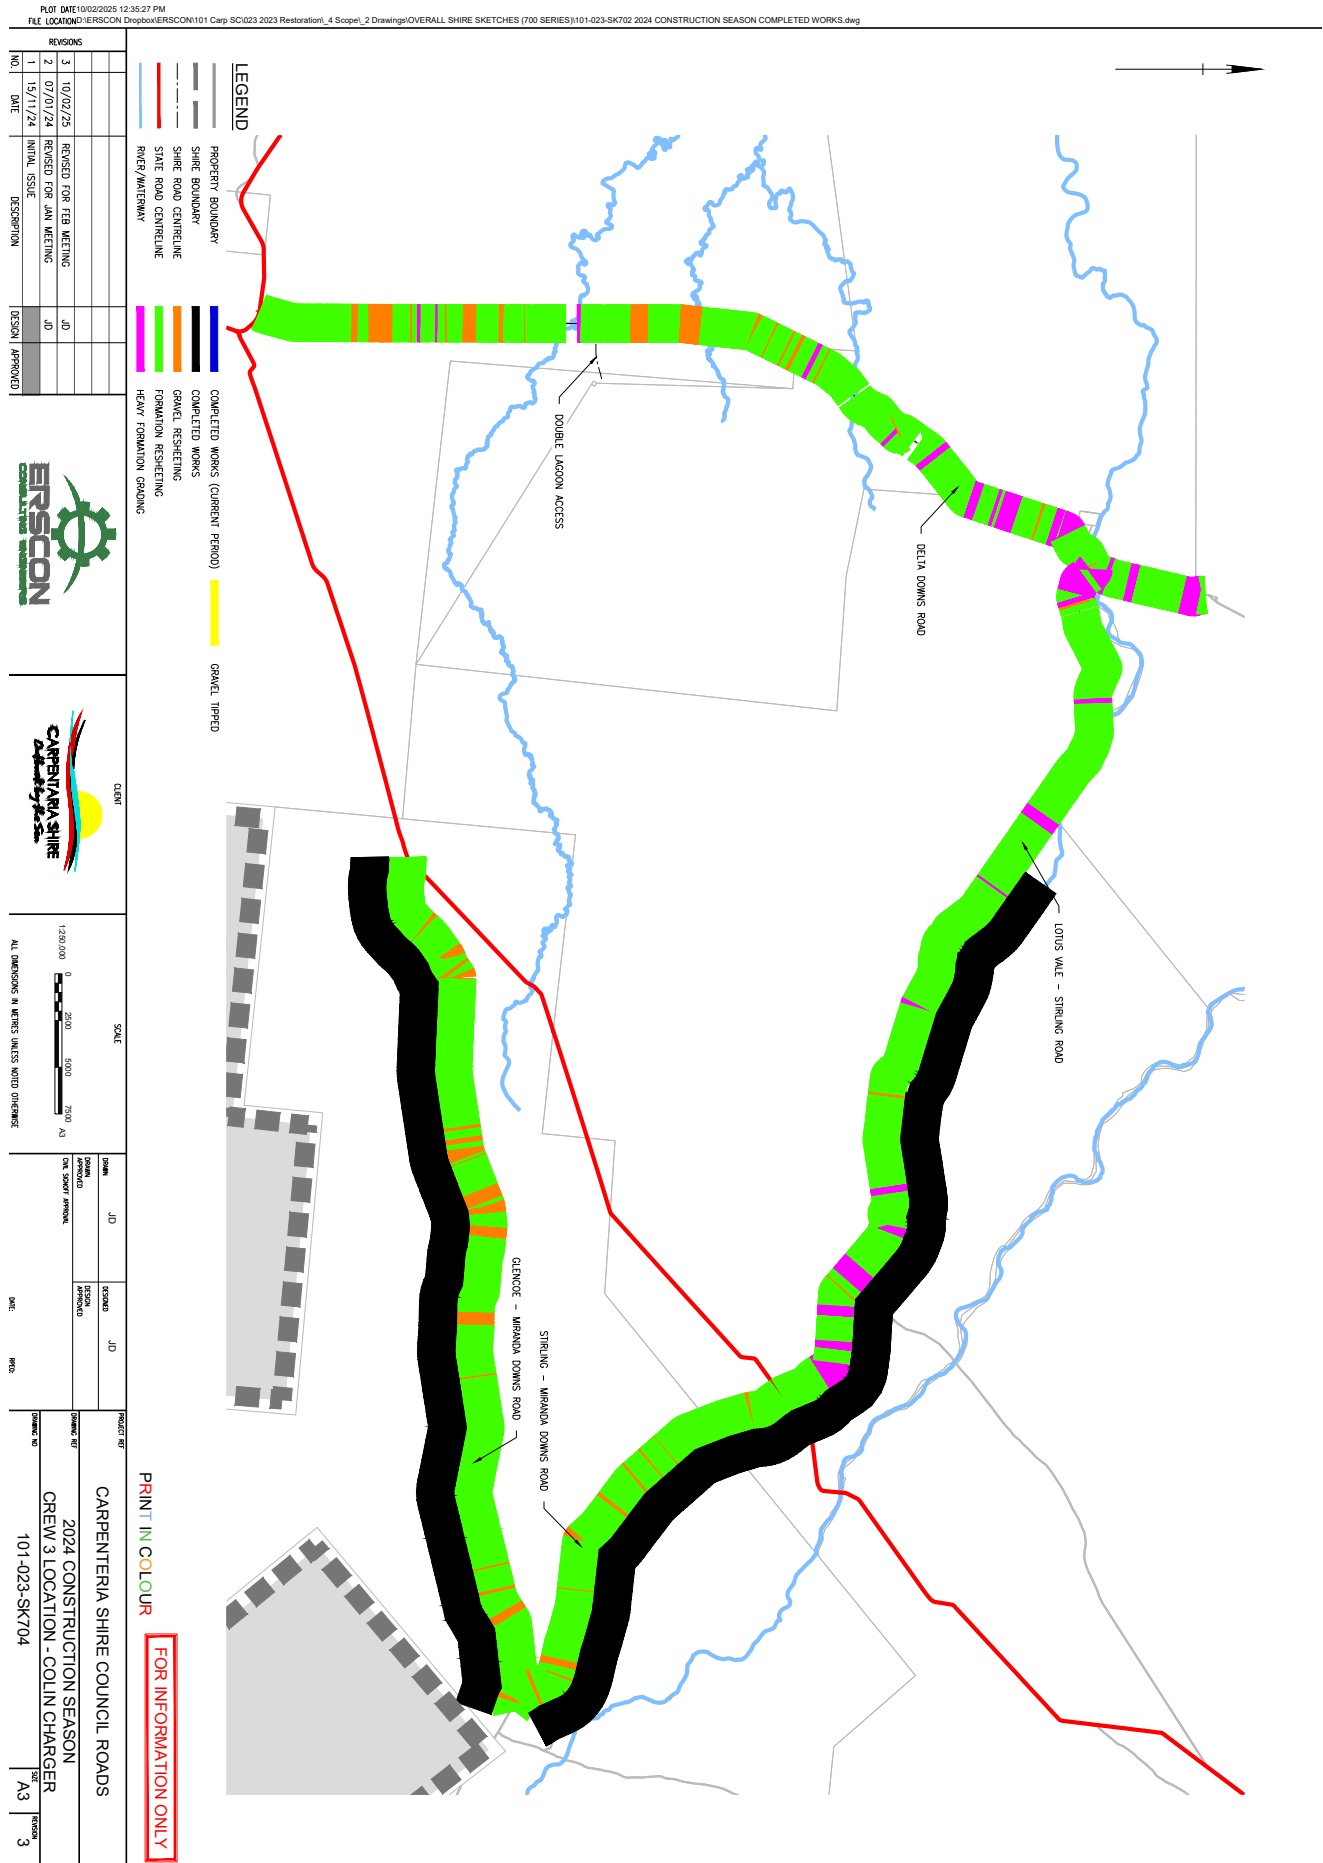 PLOT DATE 10/02/2025 12:35:27 PM
FILE LOCATION D:\ERSCON Dropbox\ERSCON\101 Carp SC\023 2023 Restoration\_4 Scope\_2 Drawings\OVERALL SHIRE SKETCHES (700 SERIES)\101-023-SK702 2024 CONSTRUCTION SEASON COMPLETED WORKS.dwg
LEGEND
PROPERTY BOUNDARY
SHIRE BOUNDARY
SHIRE ROAD CENTRELINE
STATE ROAD CENTRELINE
RIVER/WATERWAY
COMPLETED WORKS (CURRENT PERIOD)
COMPLETED WORKS
GRAVEL RESHEETING
FORMATION RESHEETING
HEAVY FORMATION GRADING
GRAVEL TIPPED
DOUBLE LAGOON ACCESS
DELTA DOWNS ROAD
LOTUS VALE - STIRLING ROAD
GLENCOE - MIRANDA DOWNS ROAD
STIRLING - MIRANDA DOWNS ROAD
PRINT IN COLOUR
FOR INFORMATION ONLY
REVISIONS
3 10/02/25 REVISED FOR FEB MEETING JD
2 07/01/24 REVISED FOR JAN MEETING JD
1 15/11/24 INITIAL ISSUE
NO. DATE DESCRIPTION DESIGN APPROVED
ERSCON
CONSULTING ENGINEERS
CLIENT
CARPENTARIA SHIRE
Outback by the Sea
SCALE
1:250,000 0 2500 5000 7500 A3
ALL DIMENSIONS IN METRES UNLESS NOTED OTHERWISE
DRAWN JD
DESIGNED JD
DRAWN APPROVED
DESIGN APPROVED
CIVIL SIGNOFF APPROVAL
DATE:
RPEQ:
PROJECT REF
CARPENTERIA SHIRE COUNCIL ROADS
DRAWING REF
2024 CONSTRUCTION SEASON
CREW 3 LOCATION - COLIN CHARGER
DRAWING NO
101-023-SK704
SIZE
A3
REVISION
3